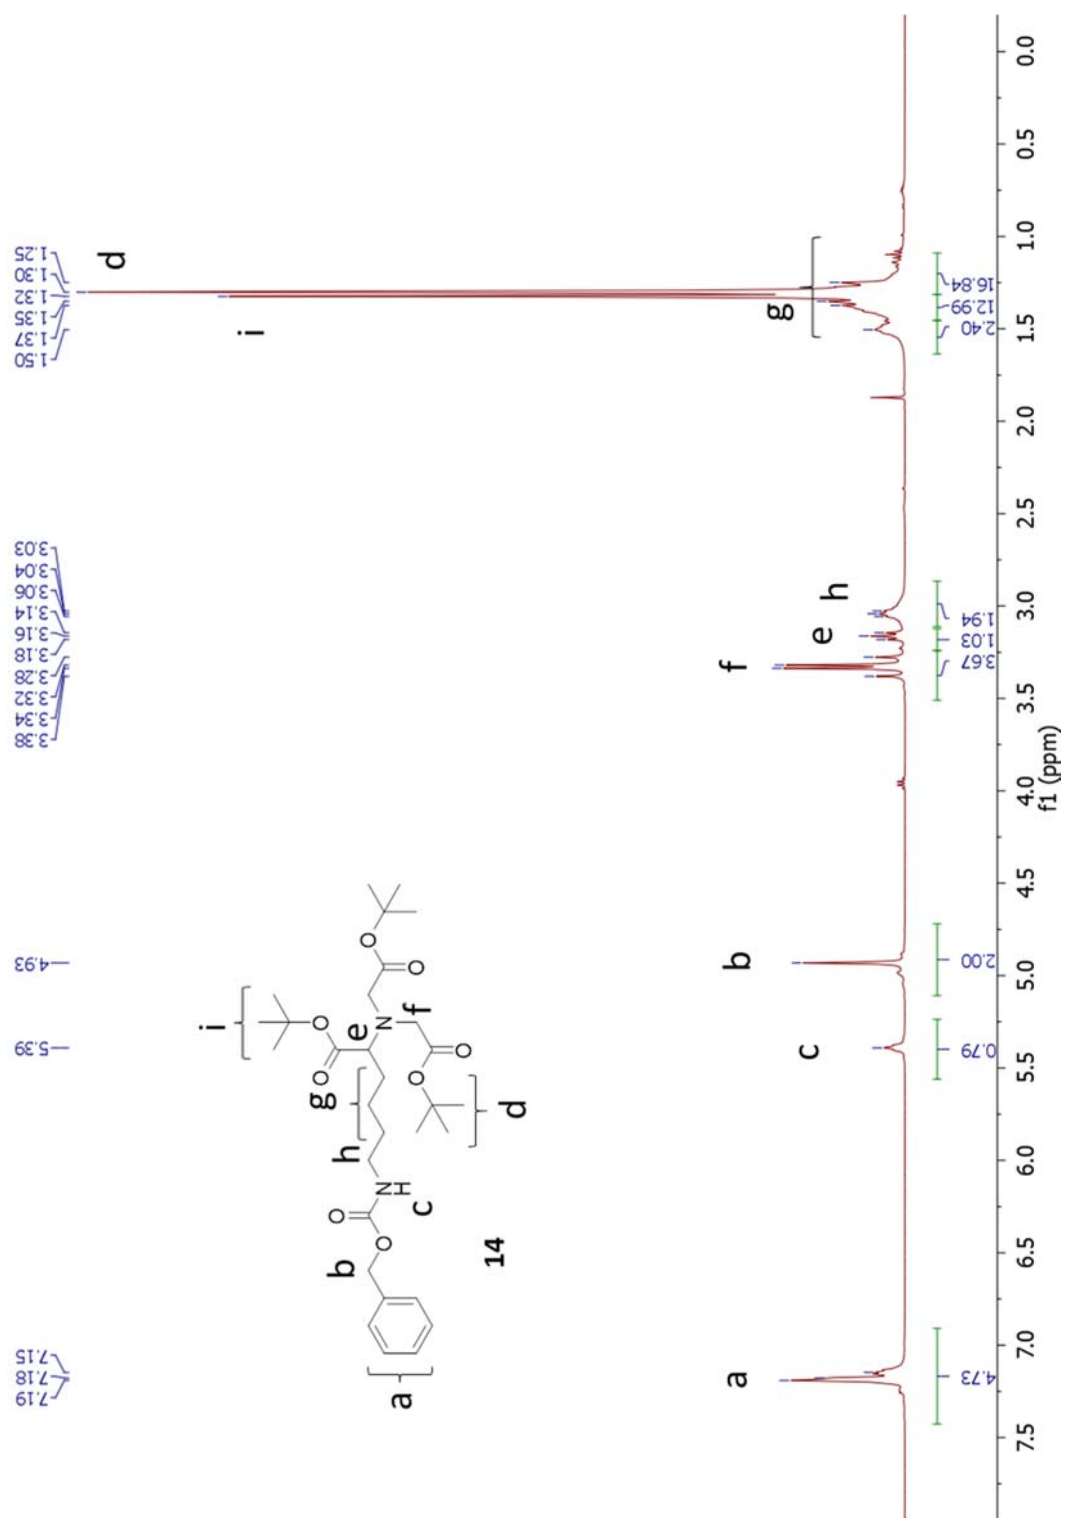 7.19
7.18
7.15
5.39
4.93
3.38
3.34
3.32
3.28
3.18
3.16
3.14
3.06
3.04
3.03
1.50
1.37
1.35
1.32
1.30
1.25
a
b
O
O
N
H
c
h
g
O
O
i
e
N
f
O
O
O
O
d
14
a
c
b
f
e
h
g
i
d
4.73
0.79
2.00
3.67
1.03
1.94
2.40
12.99
16.84
7.5 7.0 6.5 6.0 5.5 5.0 4.5 4.0 3.5 3.0 2.5 2.0 1.5 1.0 0.5 0.0
f1 (ppm)